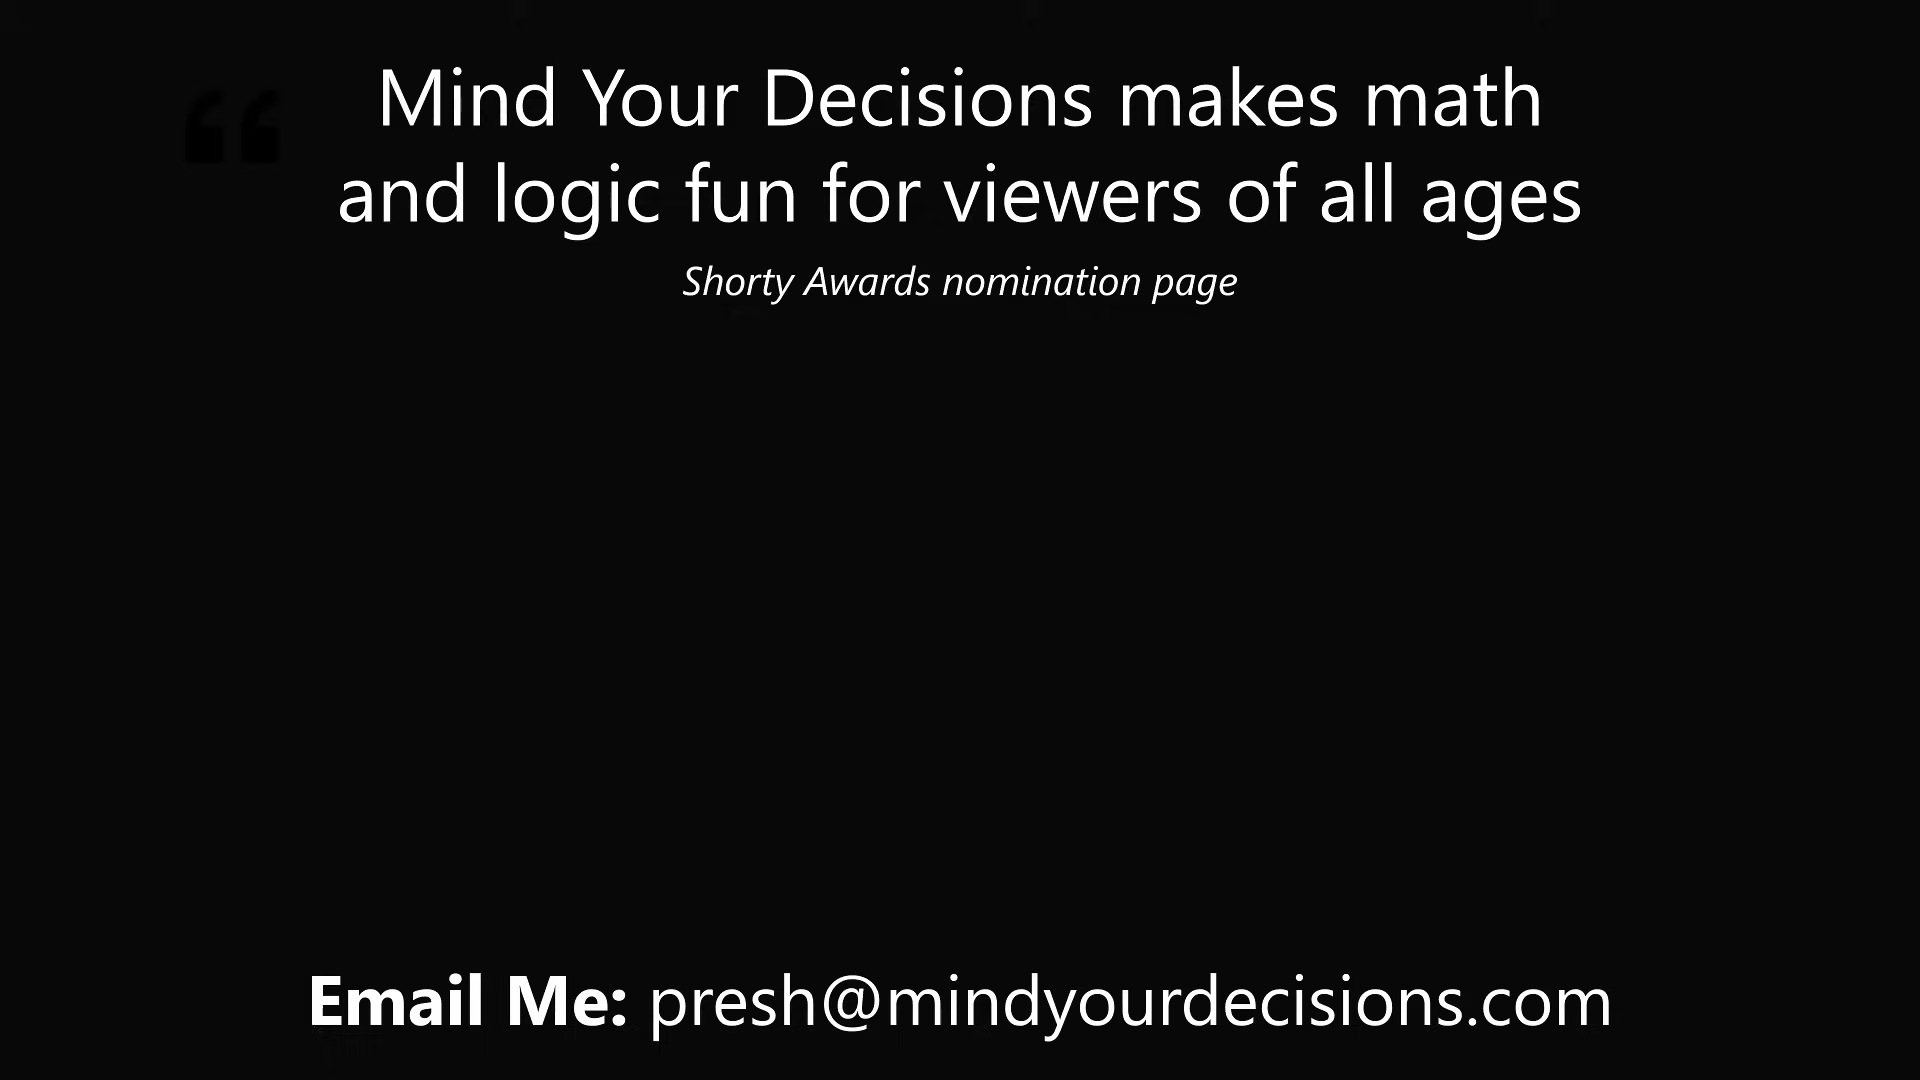 “
Mind Your Decisions makes math
and logic fun for viewers of all ages
Shorty Awards nomination page
Email Me: presh@mindyourdecisions.com